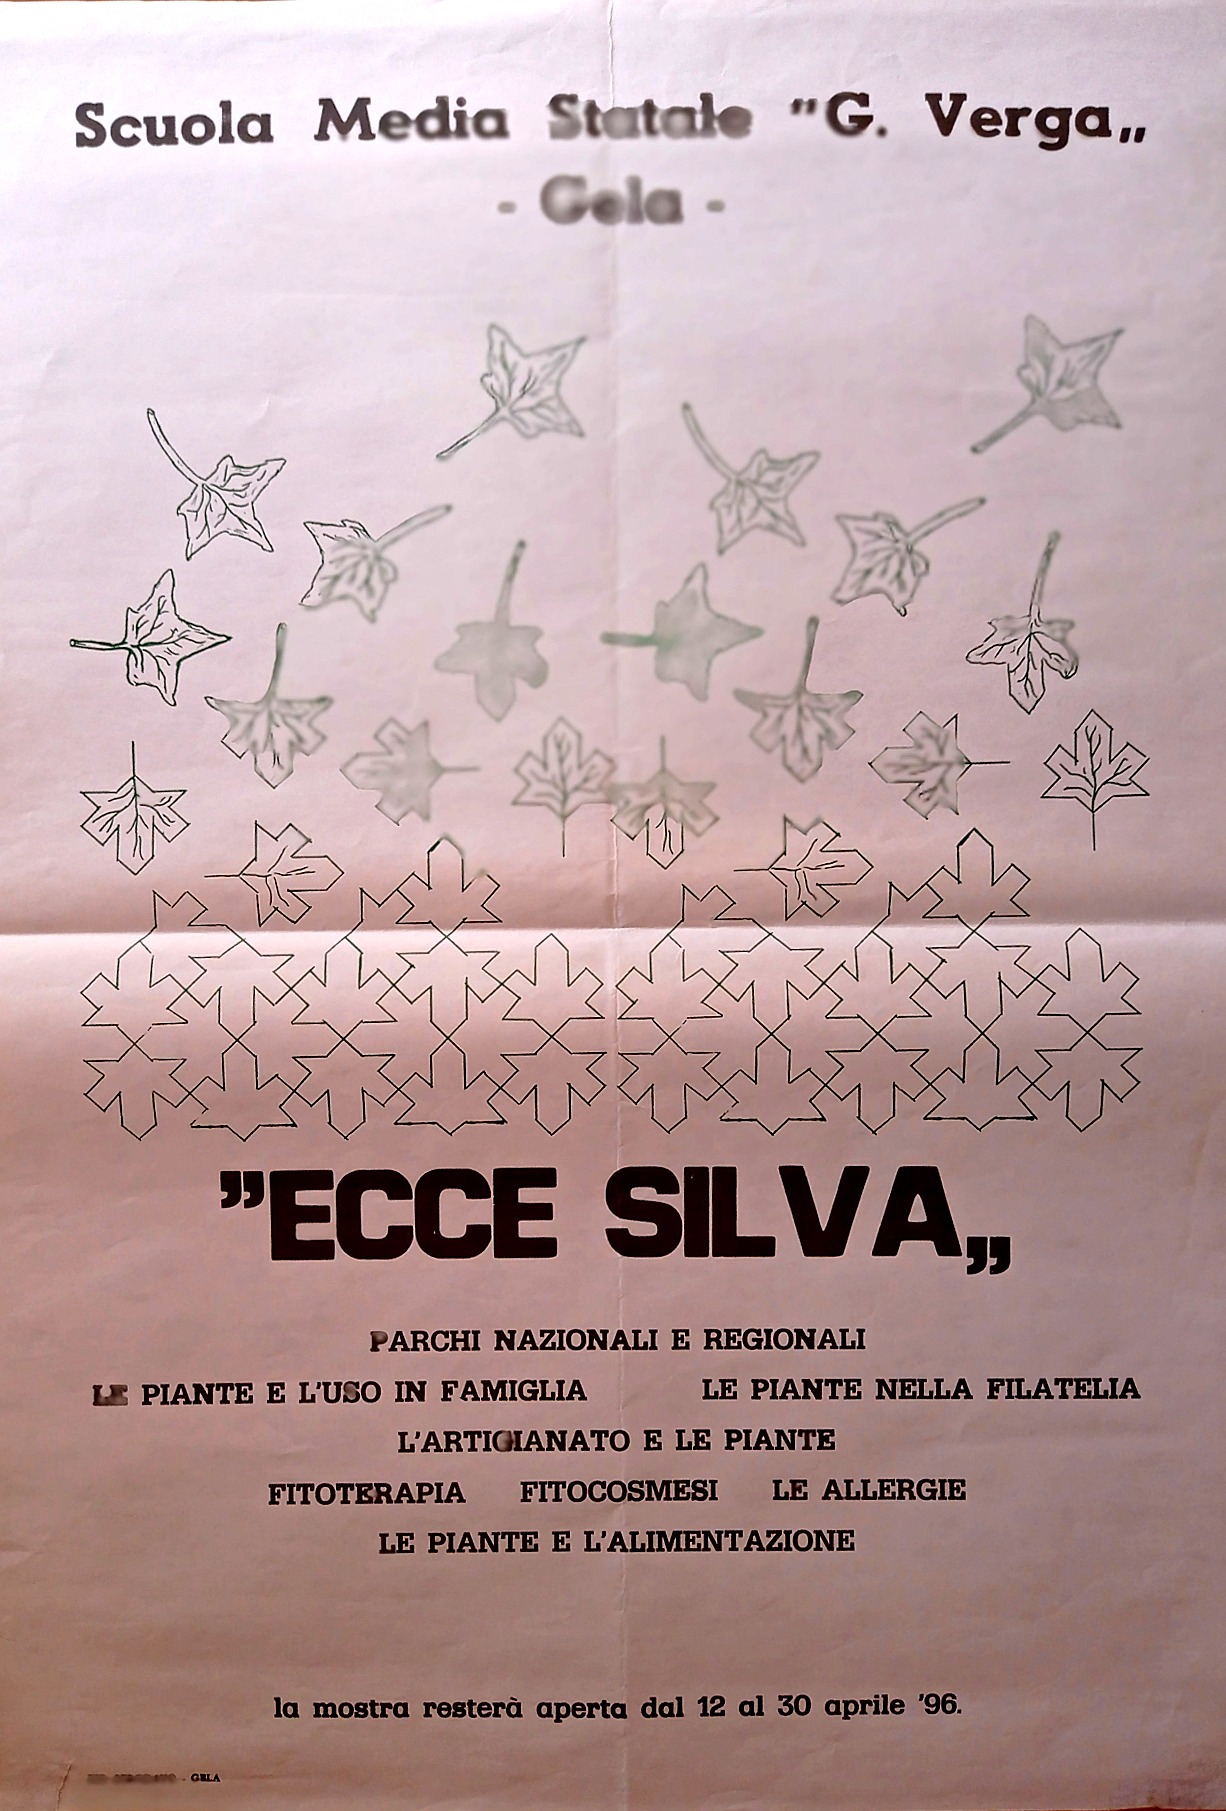 Scuola Media Statale "G. Verga„
- Gela -
”ECCE SILVA„
PARCHI NAZIONALI E REGIONALI
LE PIANTE E L'USO IN FAMIGLIA LE PIANTE NELLA FILATELIA
L'ARTIGIANATO E LE PIANTE
FITOTERAPIA FITOCOSMESI LE ALLERGIE
LE PIANTE E L'ALIMENTAZIONE
la mostra resterà aperta dal 12 al 30 aprile '96.
- GELA